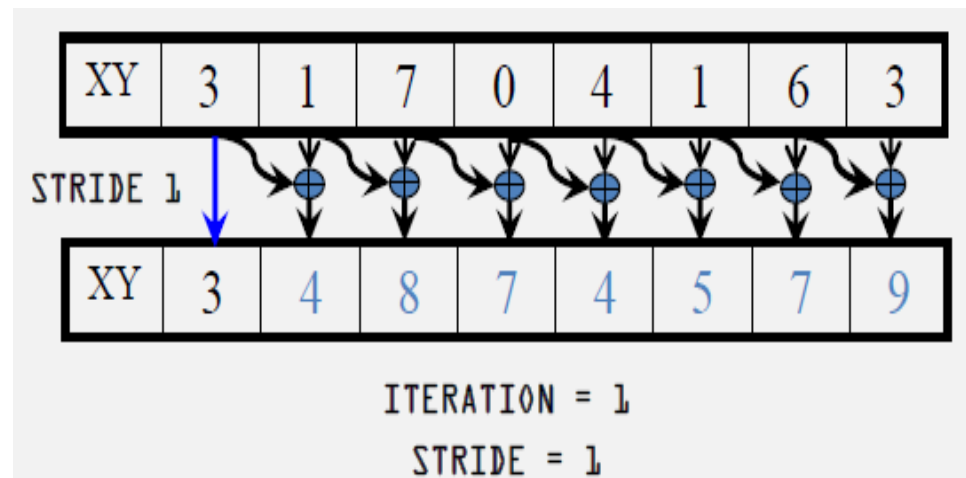 XY 3 1 7 0 4 1 6 3
STRIDE 1
XY 3 4 8 7 4 5 7 9
ITERATION = 1
STRIDE = 1